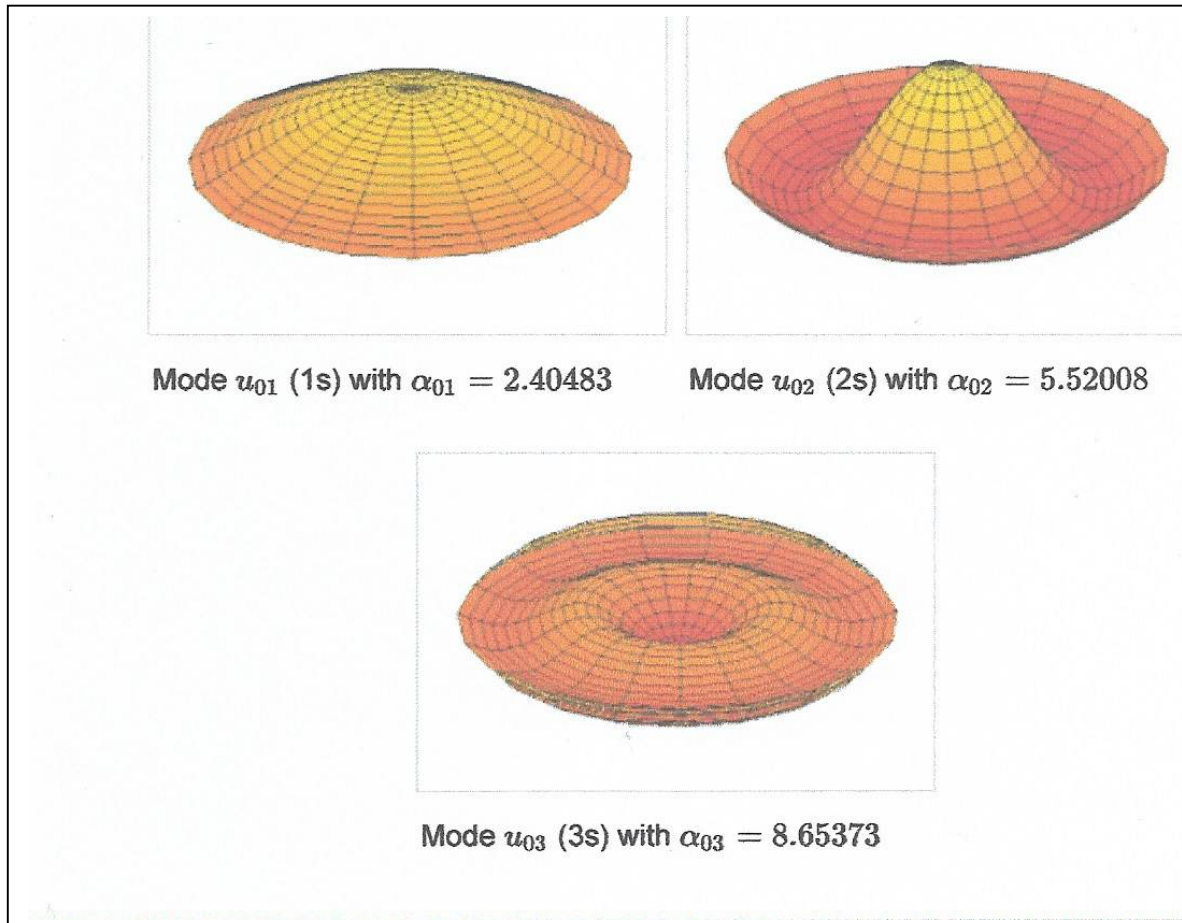 Mode u₀₁ (1s) with α₀₁ = 2.40483
Mode u₀₂ (2s) with α₀₂ = 5.52008
Mode u₀₃ (3s) with α₀₃ = 8.65373